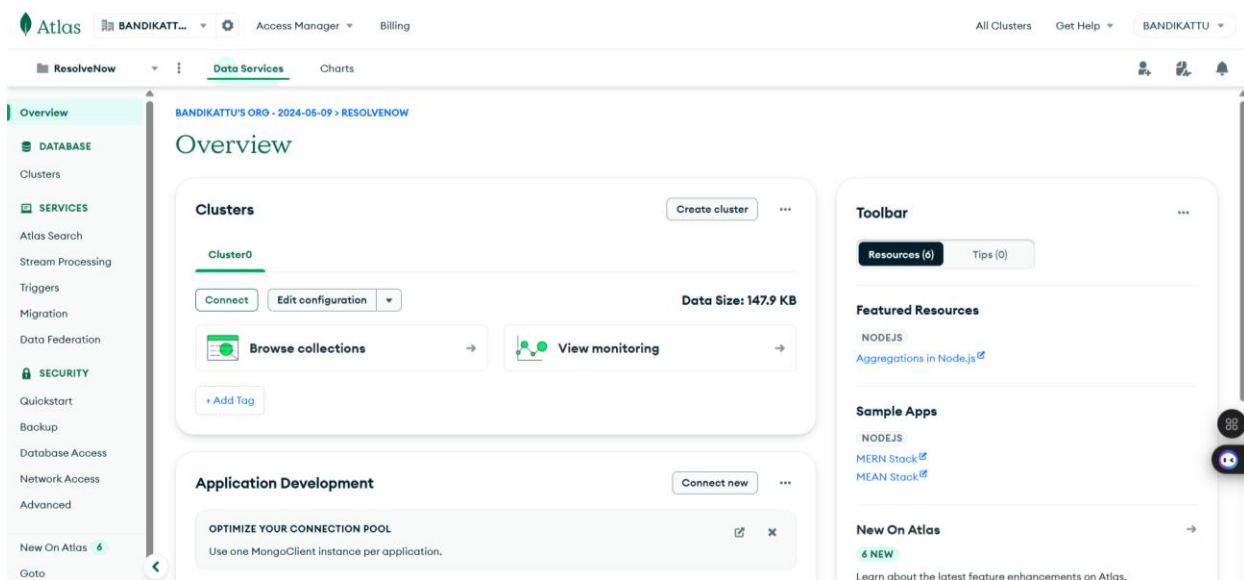 Atlas
BANDIKATT...
Access Manager
Billing
All Clusters
Get Help
BANDIKATTU
ResolveNow
Data Services
Charts
Overview
DATABASE
Clusters
SERVICES
Atlas Search
Stream Processing
Triggers
Migration
Data Federation
SECURITY
Quickstart
Backup
Database Access
Network Access
Advanced
New On Atlas 6
Goto
BANDIKATTU'S ORG - 2024-05-09 > RESOLVENOW
Overview
Clusters
Create cluster
Cluster0
Connect
Edit configuration
Data Size: 147.9 KB
Browse collections
View monitoring
+ Add Tag
Application Development
Connect new
OPTIMIZE YOUR CONNECTION POOL
Use one MongoClient instance per application.
Toolbar
Resources (6)
Tips (0)
Featured Resources
NODEJS
Aggregations in Node.js
Sample Apps
NODEJS
MERN Stack
MEAN Stack
New On Atlas
6 NEW
Learn about the latest feature enhancements on Atlas.